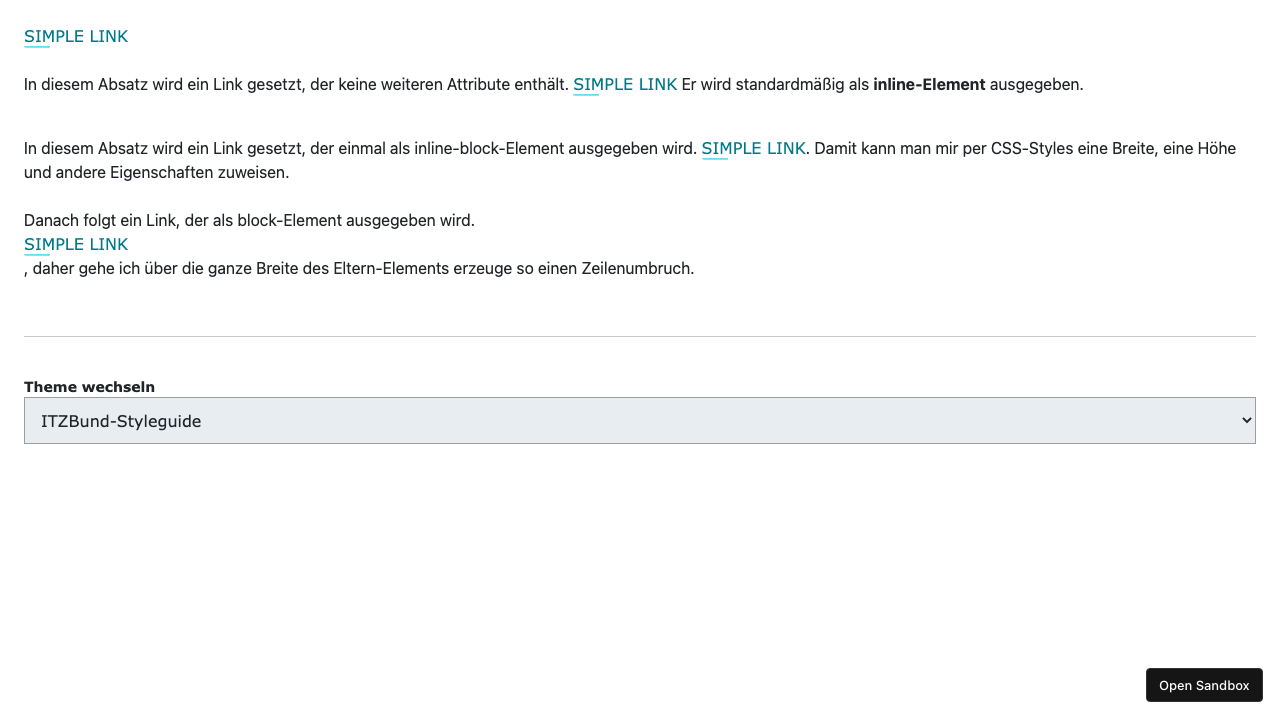 SIMPLE LINK
In diesem Absatz wird ein Link gesetzt, der keine weiteren Attribute enthält. SIMPLE LINK Er wird standardmäßig als inline-Element ausgegeben.
In diesem Absatz wird ein Link gesetzt, der einmal als inline-block-Element ausgegeben wird. SIMPLE LINK. Damit kann man mir per CSS-Styles eine Breite, eine Höhe
und andere Eigenschaften zuweisen.
Danach folgt ein Link, der als block-Element ausgegeben wird.
SIMPLE LINK
, daher gehe ich über die ganze Breite des Eltern-Elements erzeuge so einen Zeilenumbruch.
Theme wechseln
ITZBund-Styleguide
Open Sandbox